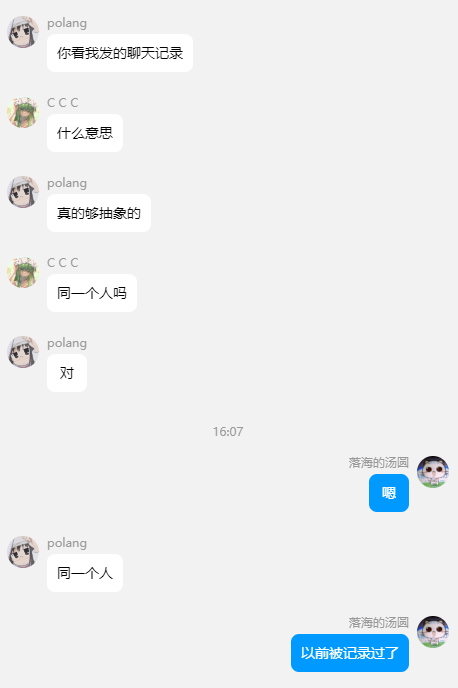 polang
你看我发的聊天记录
C C C
什么意思
polang
真的够抽象的
C C C
同一个人吗
polang
对
16:07
落海的汤圆
嗯
polang
同一个人
落海的汤圆
以前被记录过了